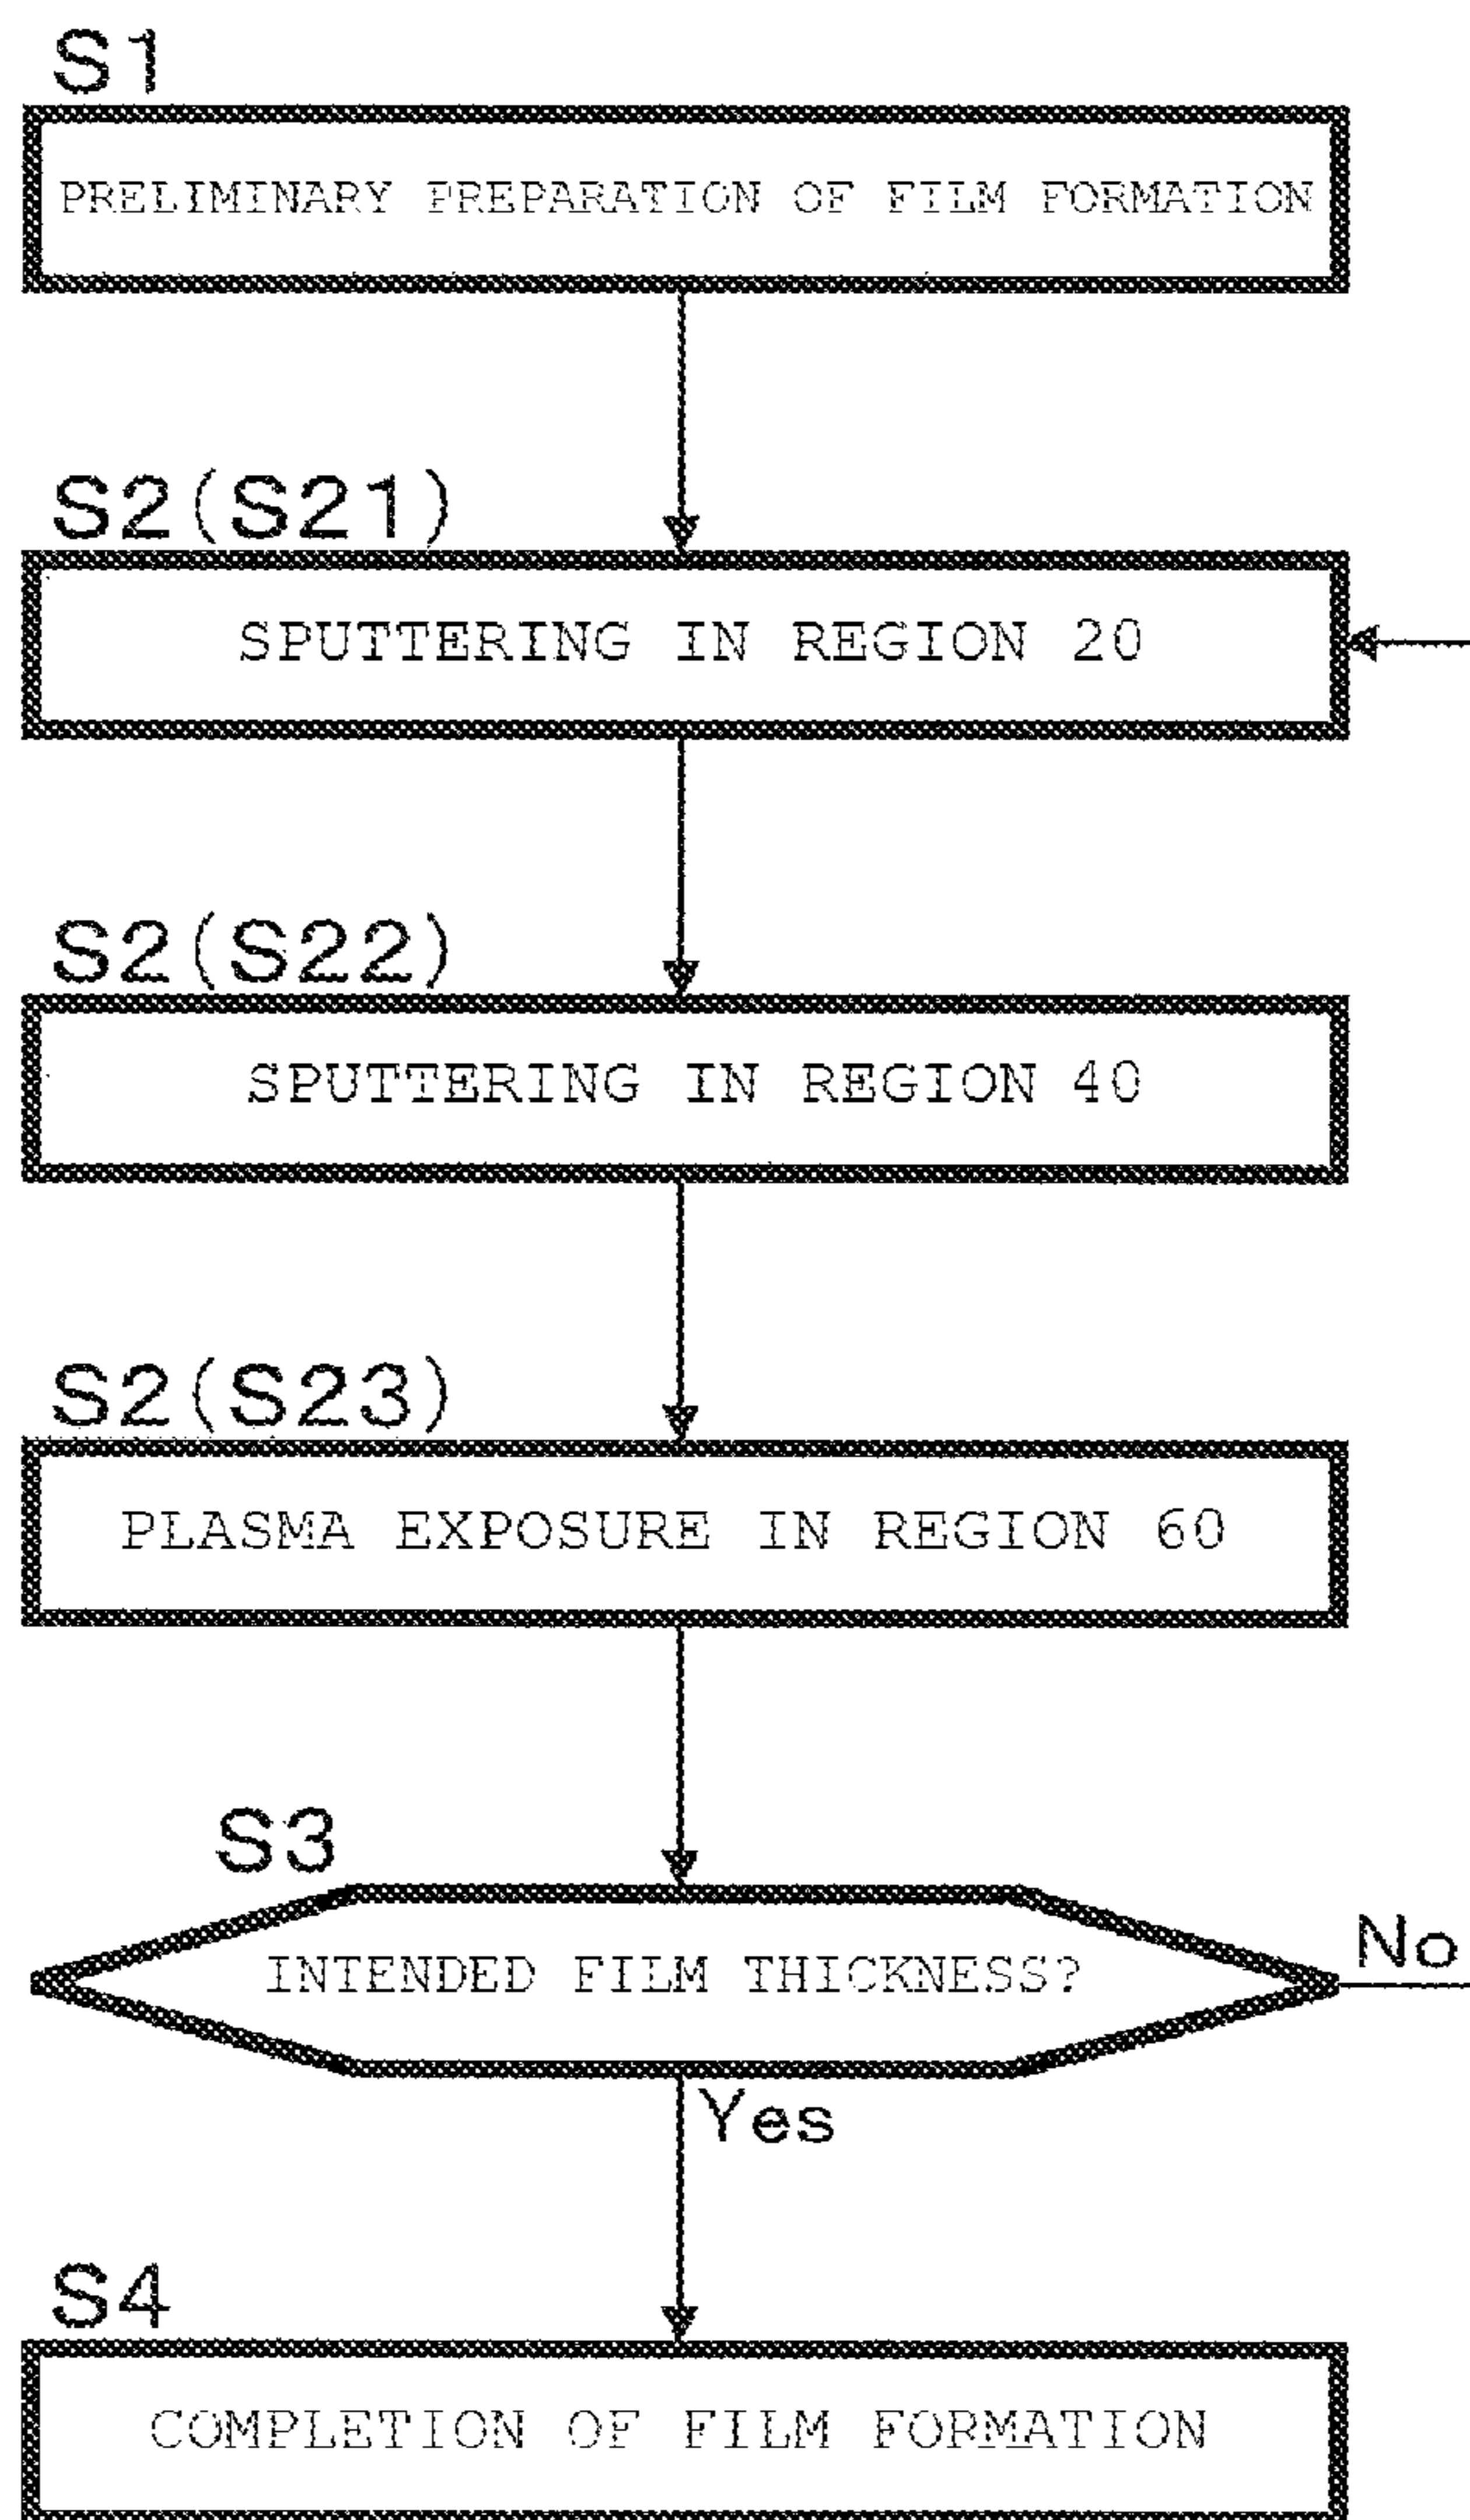 S1
PRELIMINARY PREPARATION OF FILM FORMATION
S2(S21)
SPUTTERING IN REGION 20
S2(S22)
SPUTTERING IN REGION 40
S2(S23)
PLASMA EXPOSURE IN REGION 60
S3
INTENDED FILM THICKNESS?
No
Yes
S4
COMPLETION OF FILM FORMATION